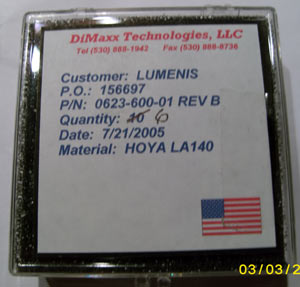 DiMaxx Technologies, LLC
Tel (530) 888-1942 Fax (530) 888-8736
Customer: LUMENIS
P.O.: 156697
P/N: 0623-600-01 REV B
Quantity: 10 6
Date: 7/21/2005
Material: HOYA LA140
03/03/2